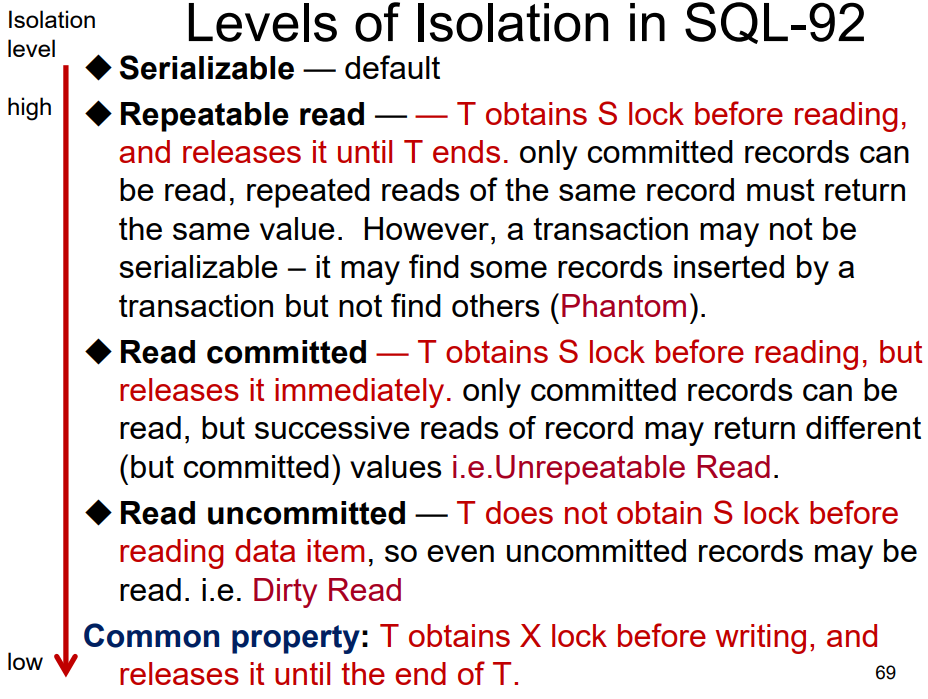 Levels of Isolation in SQL-92
Isolation
level
high
low
◆ Serializable — default
◆ Repeatable read — — T obtains S lock before reading,
and releases it until T ends. only committed records can
be read, repeated reads of the same record must return
the same value.  However, a transaction may not be
serializable – it may find some records inserted by a
transaction but not find others (Phantom).
◆ Read committed — T obtains S lock before reading, but
releases it immediately. only committed records can be
read, but successive reads of record may return different
(but committed) values i.e.Unrepeatable Read.
◆ Read uncommitted — T does not obtain S lock before
reading data item, so even uncommitted records may be
read. i.e. Dirty Read
Common property: T obtains X lock before writing, and
releases it until the end of T.
69